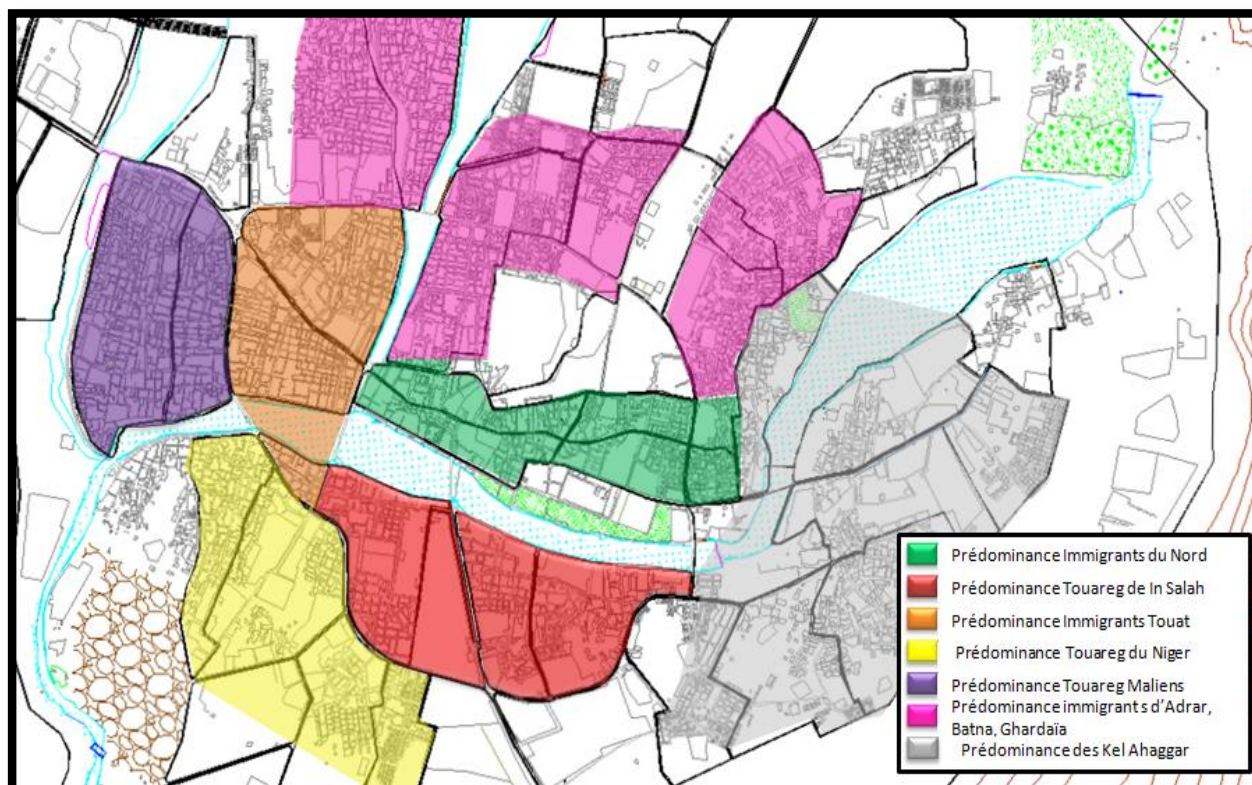 Prédominance Immigrants du Nord
Prédominance Touareg de In Salah
Prédominance Immigrants Touat
Prédominance Touareg du Niger
Prédominance Touareg Maliens
Prédominance immigrants d’Adrar,
Batna, Ghardaïa
Prédominance des Kel Ahaggar